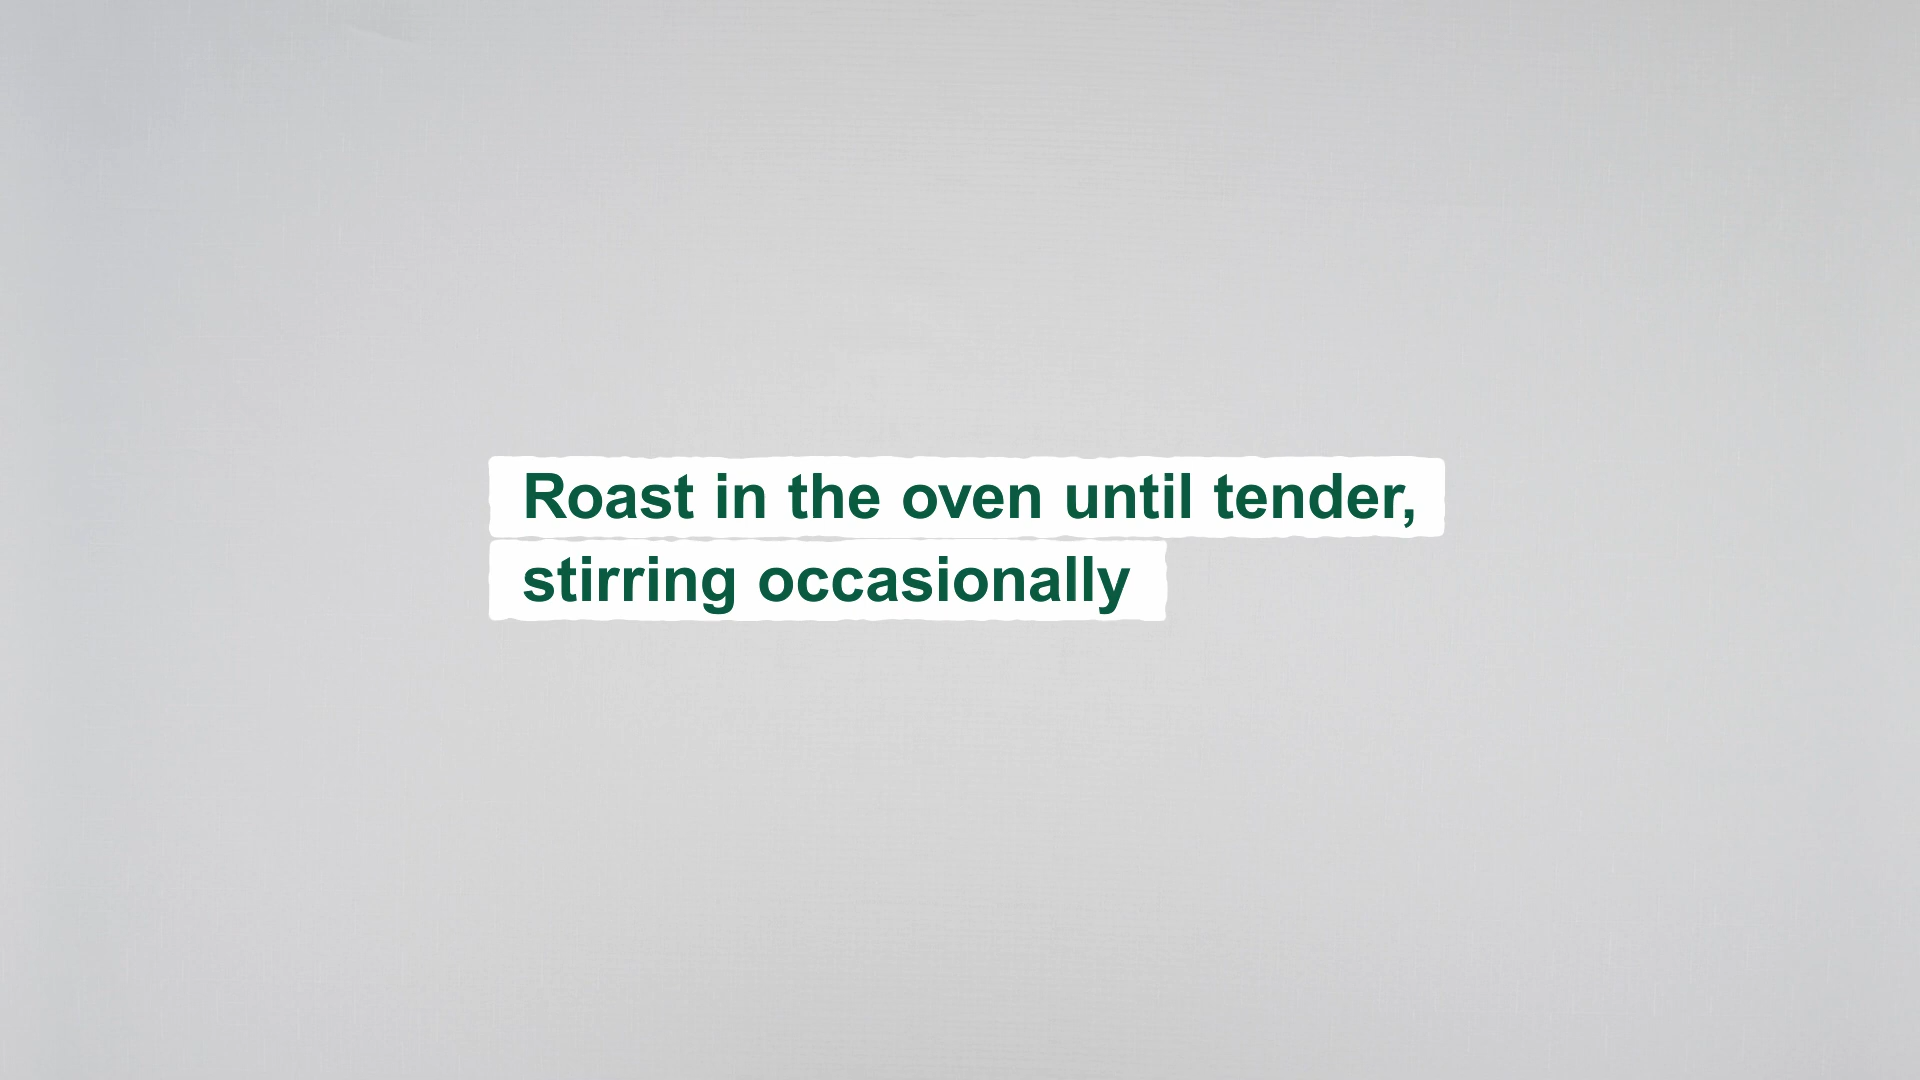 Roast in the oven until tender,
stirring occasionally